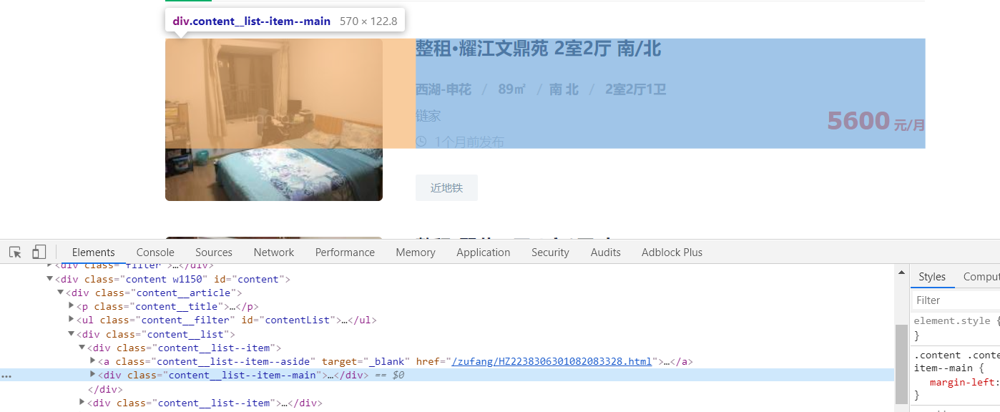 div.content__list--item--main 570 × 122.8
整租·耀江文鼎苑 2室2厅 南/北
西湖-申花 / 89㎡ / 南 北 / 2室2厅1卫
链家
5600 元/月
1个月前发布
近地铁
Elements Console Sources Network Performance Memory Application Security Audits Adblock Plus
<div class="filter">…</div>
<div class="content w1150" id="content">
<div class="content__article">
<p class="content__title">…</p>
<ul class="content__filter" id="contentList">…</ul>
<div class="content__list">
<div class="content__list--item">
<a class="content__list--item--aside" target="_blank" href="/zufang/HZ2238306301082083328.html">…</a>
<div class="content__list--item--main">…</div> == $0
</div>
<div class="content__list--item">…</div>
Styles Comput
Filter
element.style {
}
.content .conte
item--main {
margin-left:
}